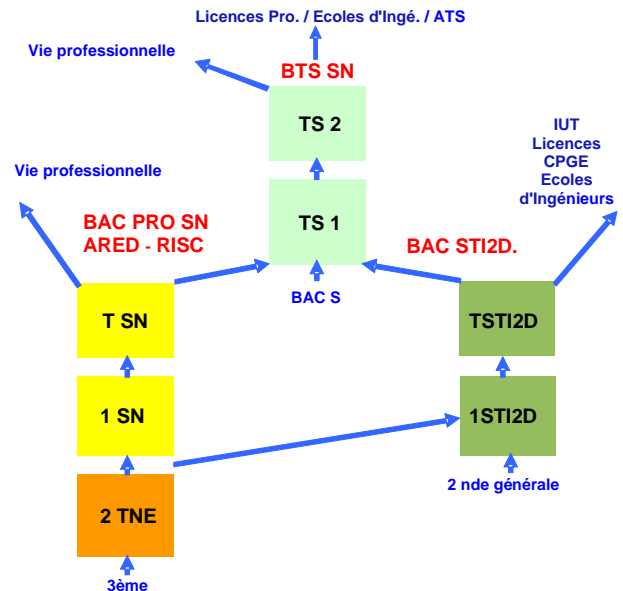 Licences Pro. / Ecoles d'Ingé. / ATS
Vie professionnelle
BTS SN
TS 2
IUT
Licences
CPGE
Ecoles
d'Ingénieurs
Vie professionnelle
BAC PRO SN
ARED - RISC
TS 1
BAC STI2D.
BAC S
T SN
TSTI2D
1 SN
1STI2D
2 nde générale
2 TNE
3ème